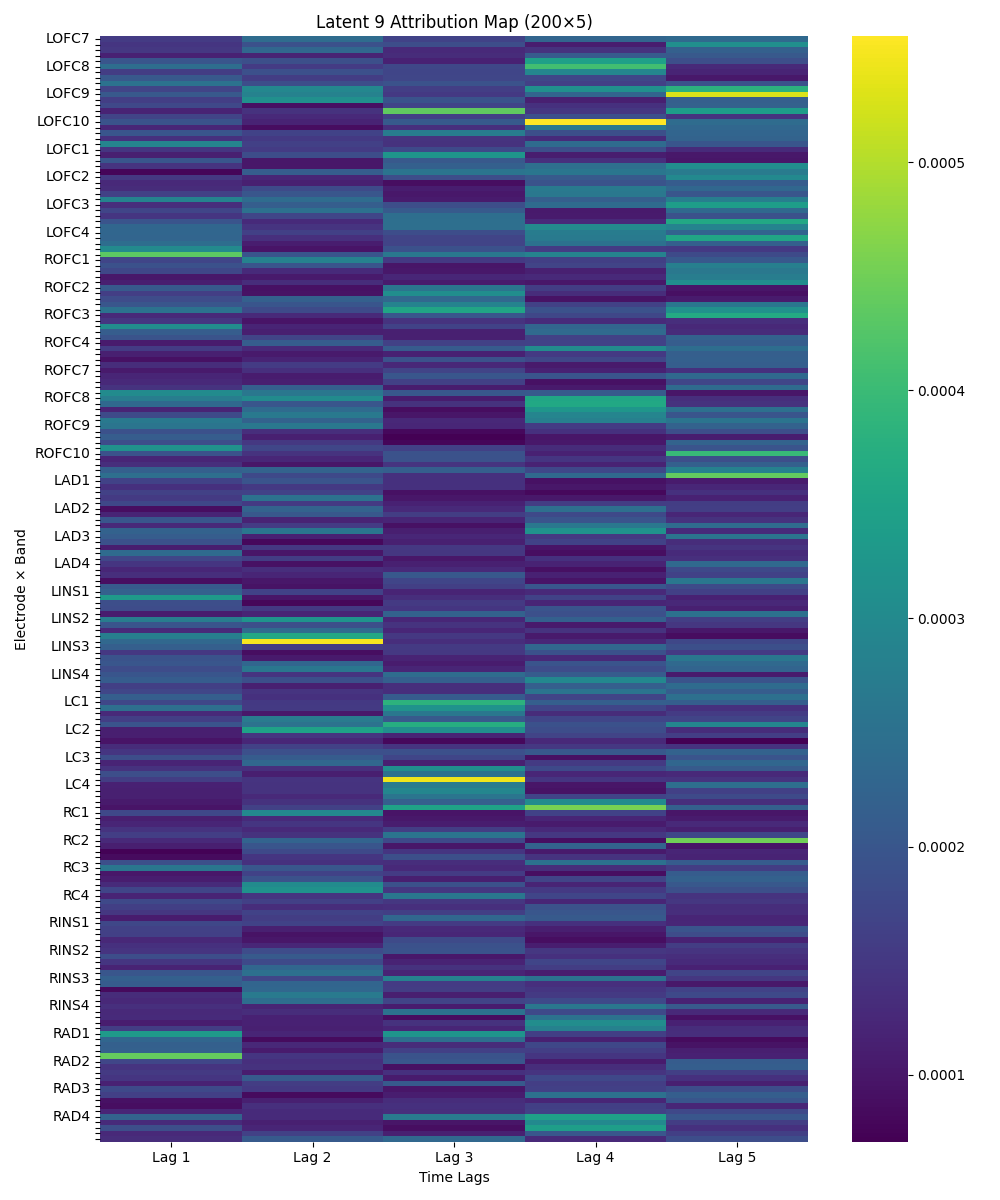 Latent 9 Attribution Map (200×5)
LOFC7
LOFC8
LOFC9
LOFC10
LOFC1
LOFC2
LOFC3
LOFC4
ROFC1
ROFC2
ROFC3
ROFC4
ROFC7
ROFC8
ROFC9
ROFC10
LAD1
LAD2
LAD3
LAD4
LINS1
LINS2
LINS3
LINS4
LC1
LC2
LC3
LC4
RC1
RC2
RC3
RC4
RINS1
RINS2
RINS3
RINS4
RAD1
RAD2
RAD3
RAD4
Electrode × Band
Lag 1
Lag 2
Lag 3
Lag 4
Lag 5
Time Lags
0.0005
0.0004
0.0003
0.0002
0.0001